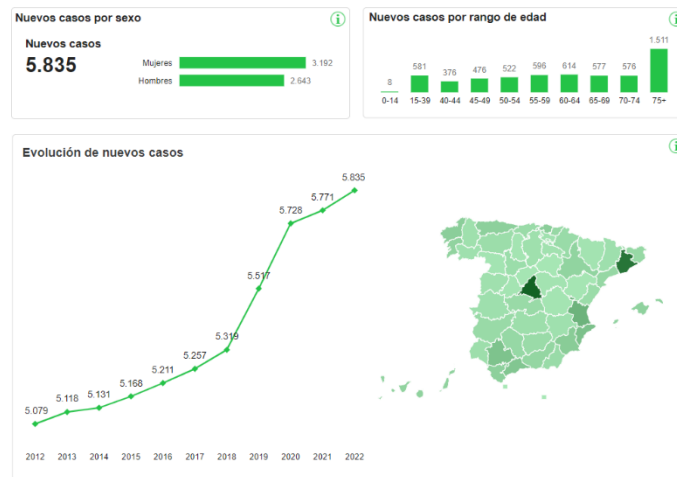 Nuevos casos por sexo
Nuevos casos
5.835
Mujeres 3.192
Hombres 2.643
Nuevos casos por rango de edad
8 581 376 476 522 596 614 577 576 1.511
0-14 15-39 40-44 45-49 50-54 55-59 60-64 65-69 70-74 75+
Evolución de nuevos casos
5.079 5.118 5.131 5.168 5.211 5.257 5.319 5.517 5.728 5.771 5.835
2012 2013 2014 2015 2016 2017 2018 2019 2020 2021 2022